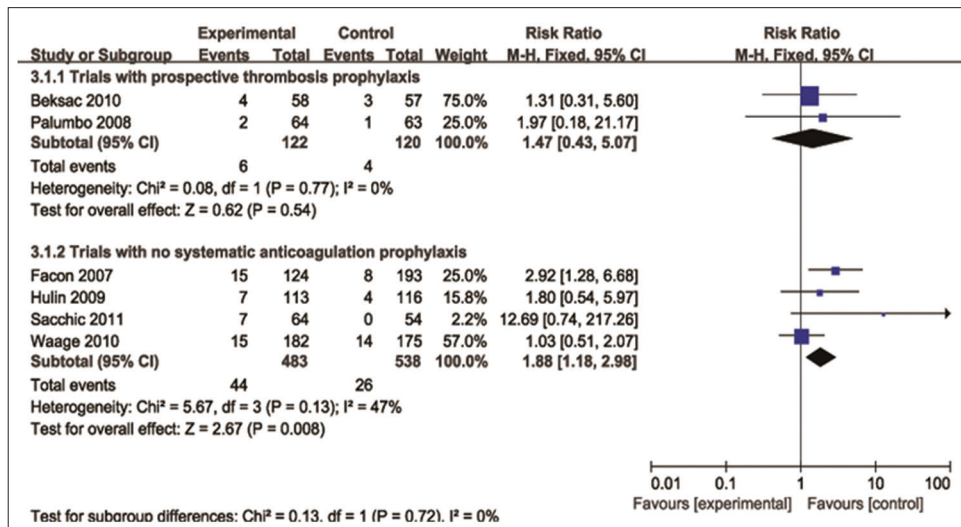 Experimental Control Risk Ratio Risk Ratio
Study or Subgroup Events Total Events Total Weight M-H, Fixed, 95% CI M-H, Fixed, 95% CI
3.1.1 Trials with prospective thrombosis prophylaxis
Beksac 2010 4 58 3 57 75.0% 1.31 [0.31, 5.60]
Palumbo 2008 2 64 1 63 25.0% 1.97 [0.18, 21.17]
Subtotal (95% CI) 122 120 100.0% 1.47 [0.43, 5.07]
Total events 6 4
Heterogeneity: Chi² = 0.08, df = 1 (P = 0.77); I² = 0%
Test for overall effect: Z = 0.62 (P = 0.54)
3.1.2 Trials with no systematic anticoagulation prophylaxis
Facon 2007 15 124 8 193 25.0% 2.92 [1.28, 6.68]
Hulin 2009 7 113 4 116 15.8% 1.80 [0.54, 5.97]
Sacchic 2011 7 64 0 54 2.2% 12.69 [0.74, 217.26]
Waage 2010 15 182 14 175 57.0% 1.03 [0.51, 2.07]
Subtotal (95% CI) 483 538 100.0% 1.88 [1.18, 2.98]
Total events 44 26
Heterogeneity: Chi² = 5.67, df = 3 (P = 0.13); I² = 47%
Test for overall effect: Z = 2.67 (P = 0.008)
0.01 0.1 1 10 100
Favours [experimental] Favours [control]
Test for subgroup differences: Chi² = 0.13, df = 1 (P = 0.72), I² = 0%